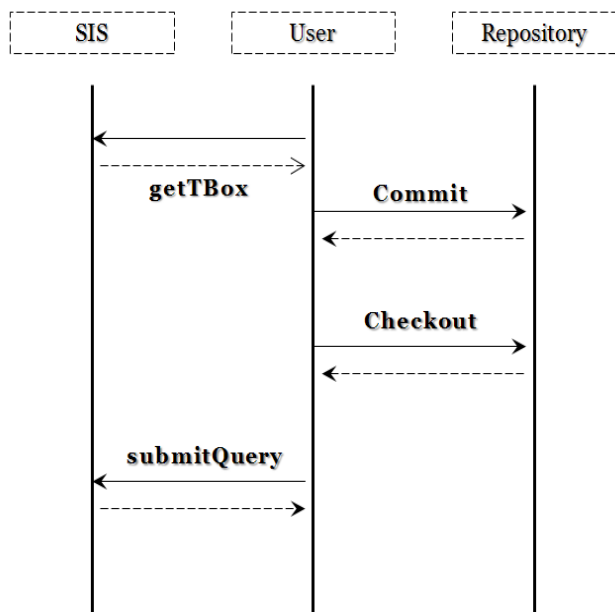 SIS
User
Repository
getTBox
Commit
Checkout
submitQuery